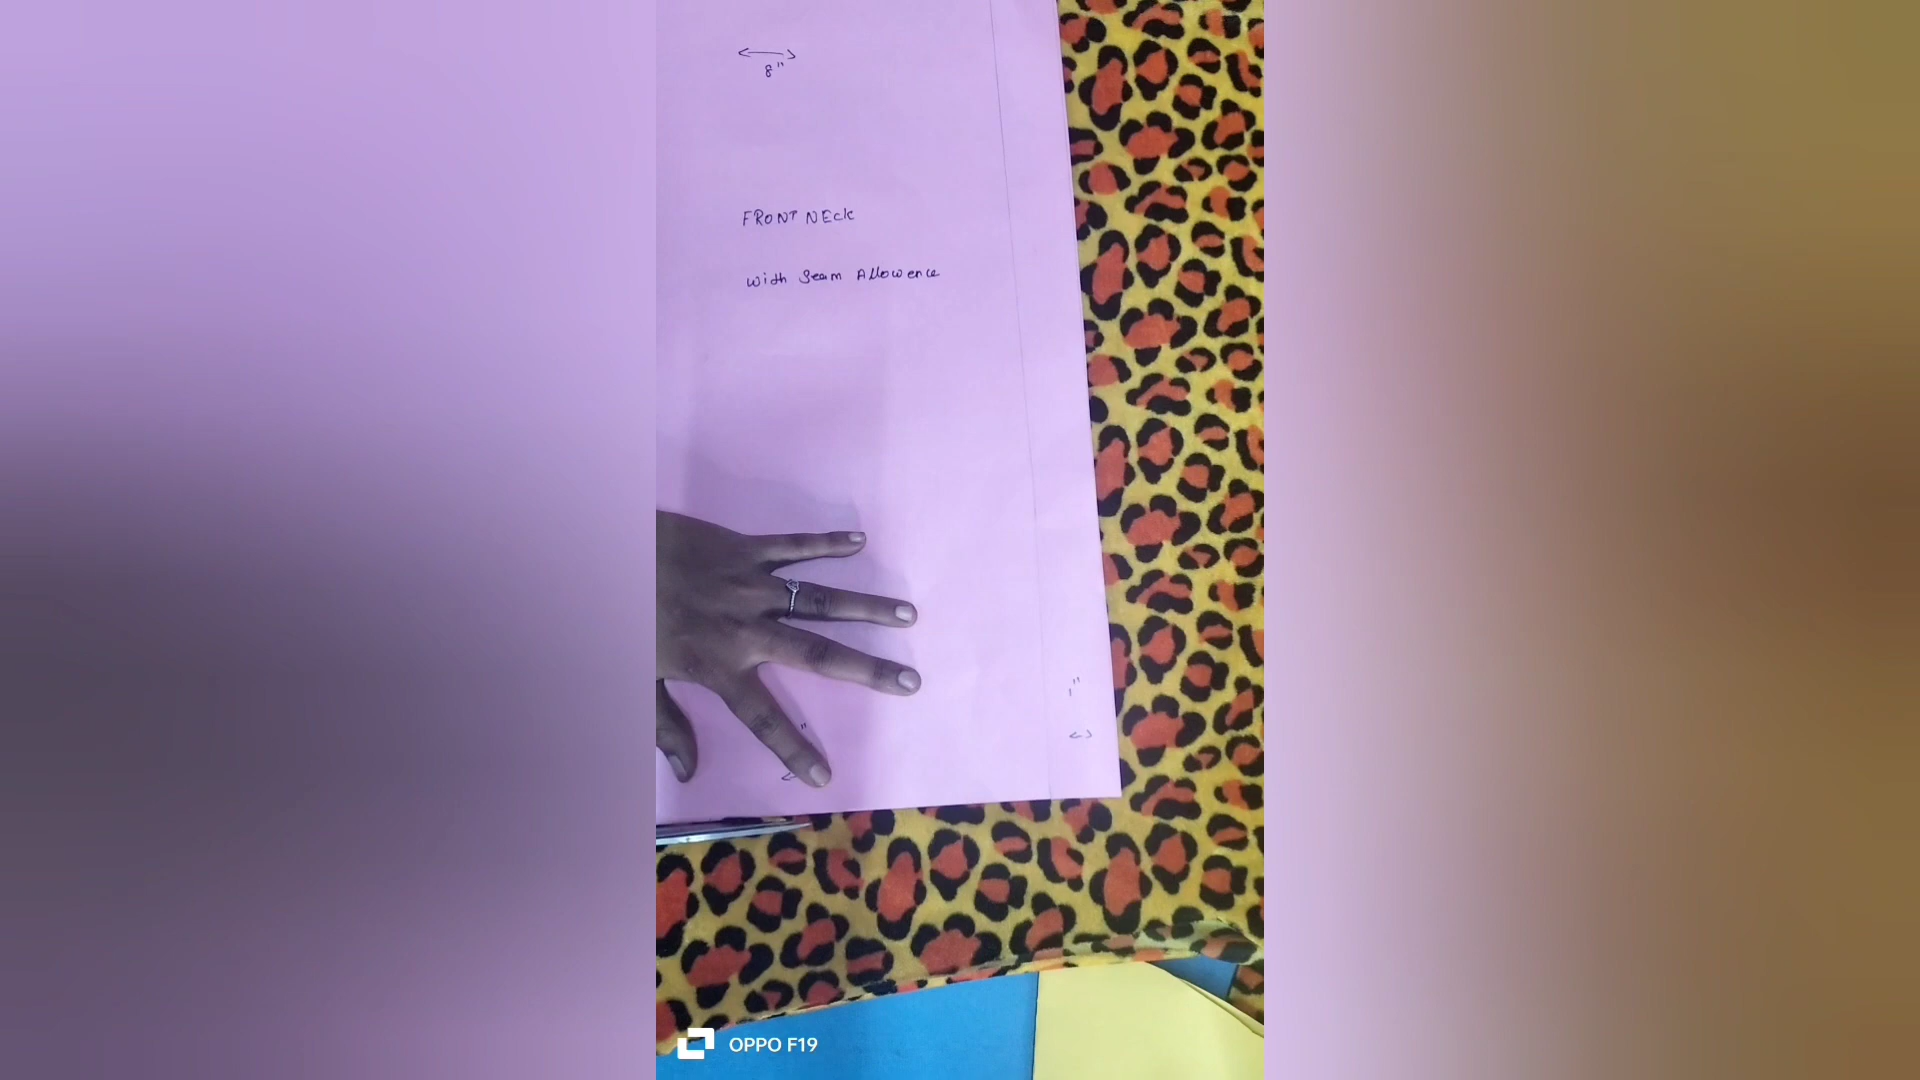 8"
FRONT NEck
with Seam Allowence
1"
"
OPPO F19